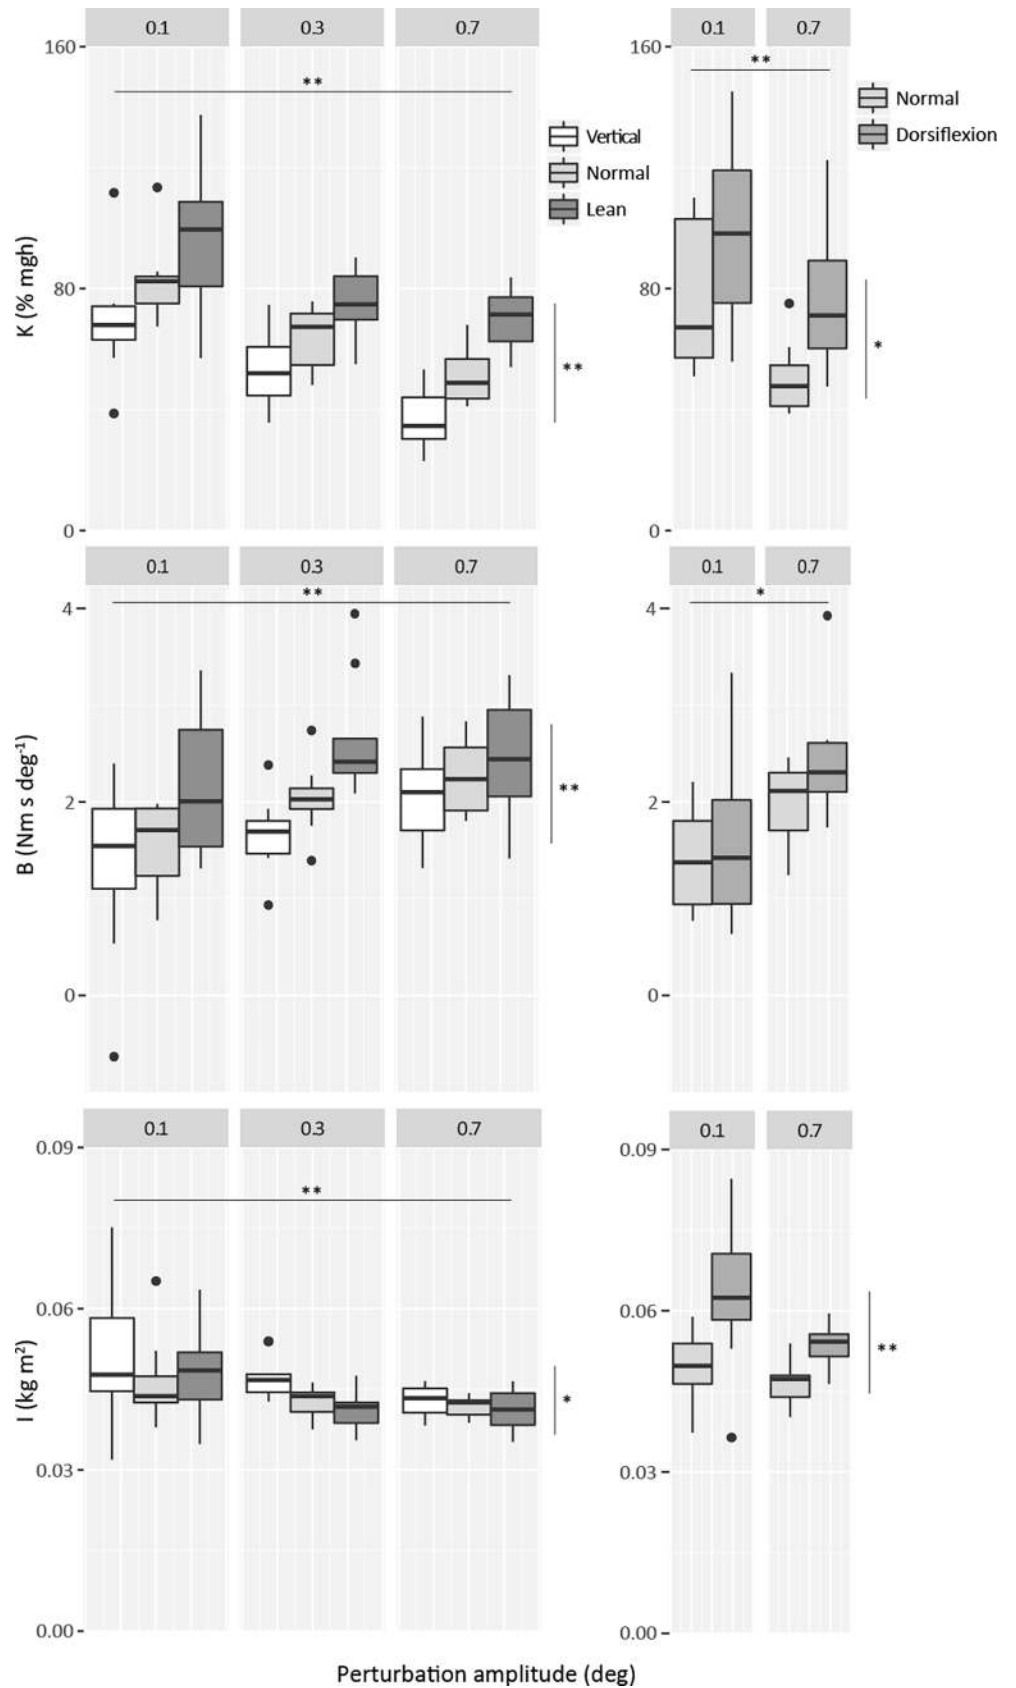 0.1 0.3 0.7 0.1 0.7
160 160
** **
Normal
Dorsiflexion
Vertical
Normal
Lean
K (% mgh)
80 80
** *
0 0
0.1 0.3 0.7 0.1 0.7
** *
4 4
B (Nm s deg⁻¹)
2 2
**
0 0
0.1 0.3 0.7 0.1 0.7
0.09 0.09
**
0.06 0.06
I (kg m²)
* **
0.03 0.03
0.00 0.00
Perturbation amplitude (deg)